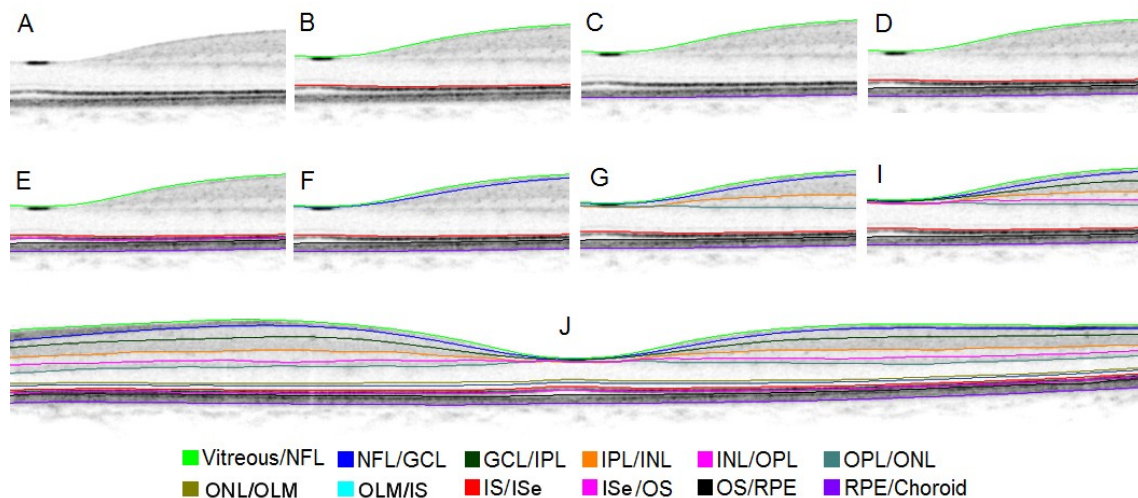 A B C D
E F G I
J
Vitreous/NFL NFL/GCL GCL/IPL IPL/INL INL/OPL OPL/ONL
ONL/OLM OLM/IS IS/ISe ISe/OS OS/RPE RPE/Choroid